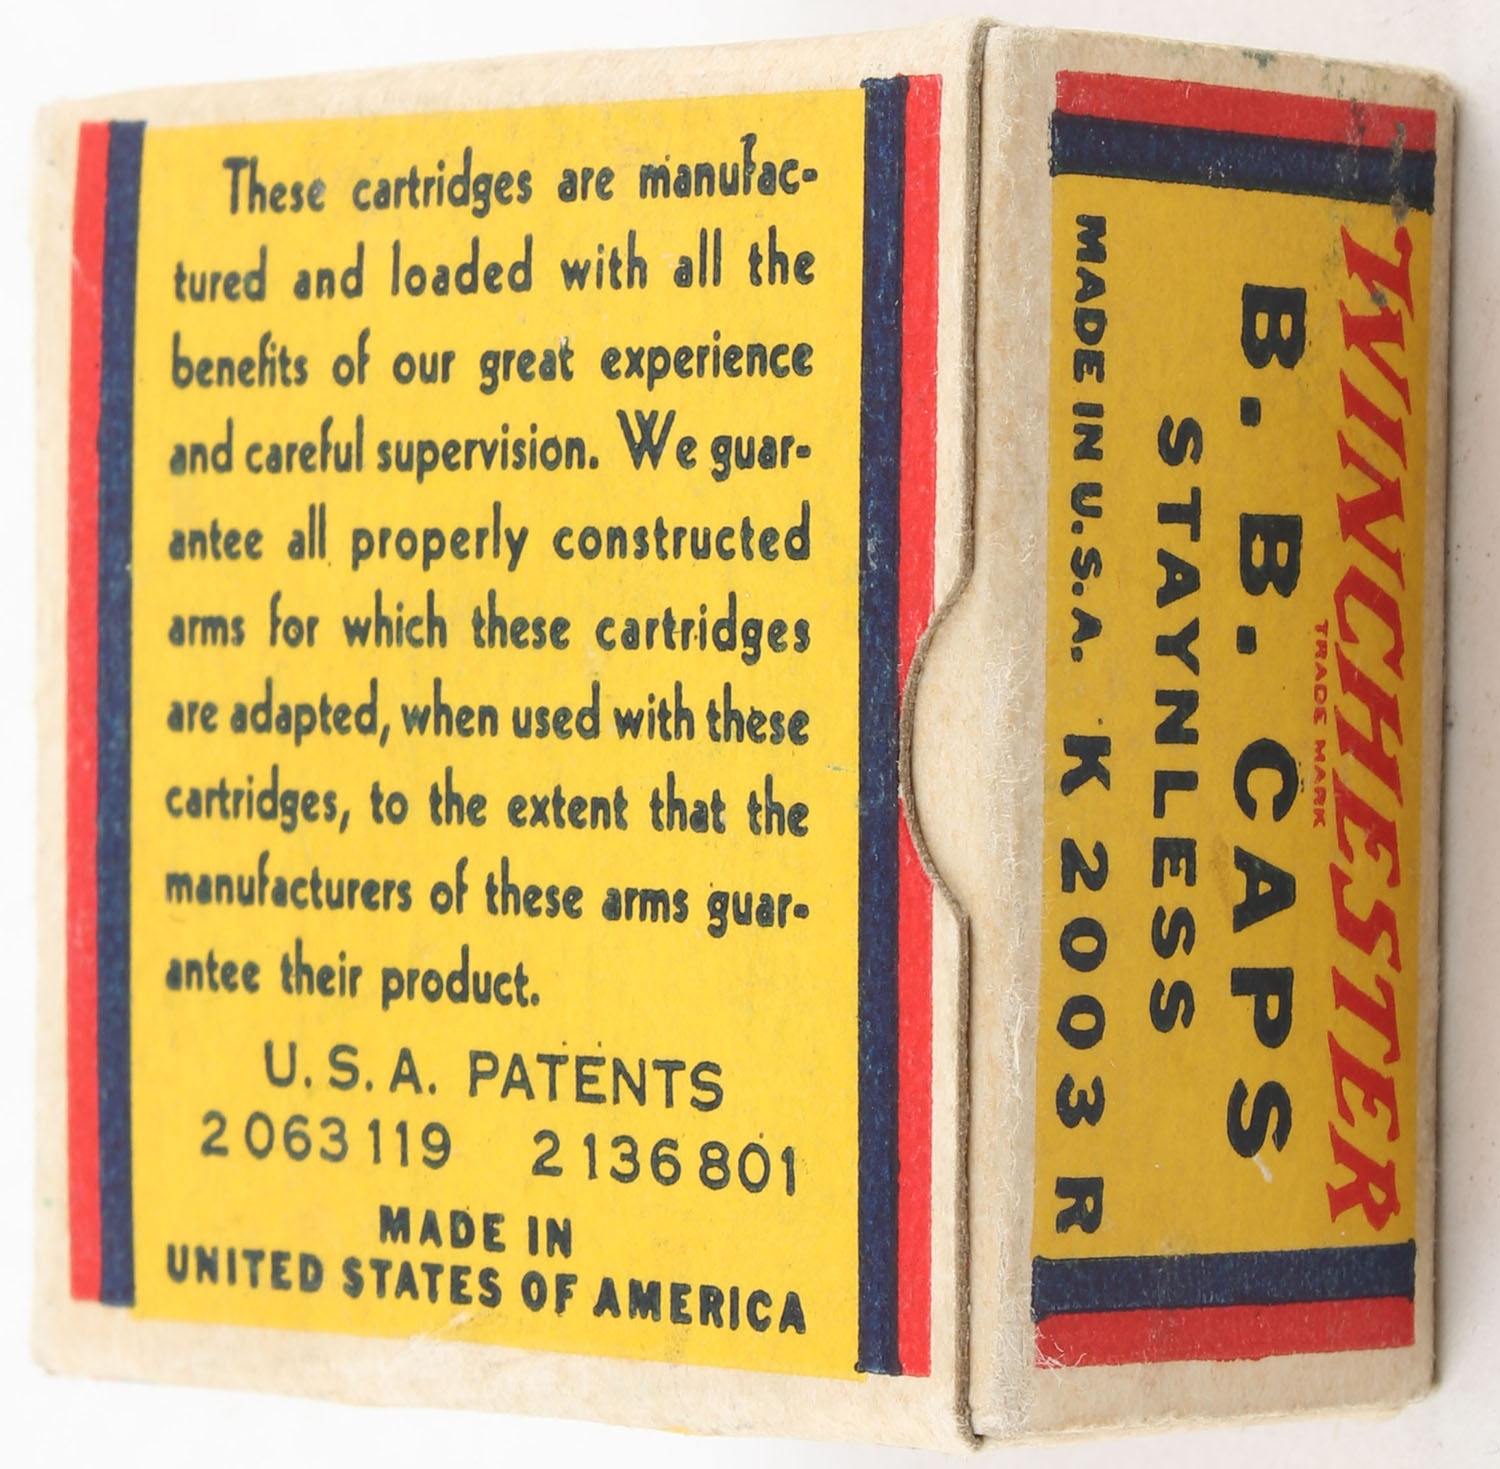 These cartridges are manufac-
tured and loaded with all the
benefits of our great experience
and careful supervision. We guar-
antee all properly constructed
arms for which these cartridges
are adapted, when used with these
cartridges, to the extent that the
manufacturers of these arms guar-
antee their product.
U.S.A. PATENTS
2063119 2136801
MADE IN
UNITED STATES OF AMERICA
WINCHESTER
TRADE MARK
B. B. CAPS
STAYNLESS
MADE IN U.S.A. K 2003 R